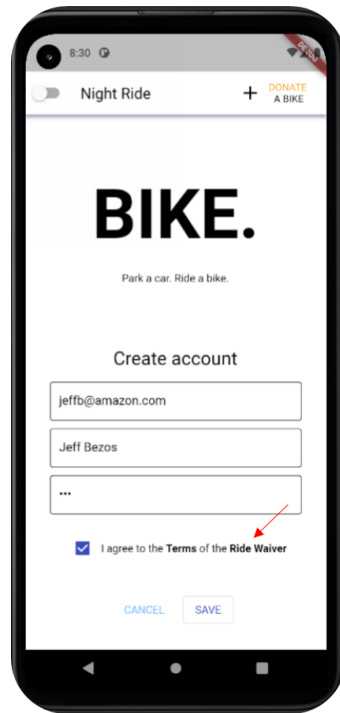 8:30
DEBUG
Night Ride
+
DONATE
A BIKE
BIKE.
Park a car. Ride a bike.
Create account
jeffb@amazon.com
Jeff Bezos
•••
I agree to the Terms of the Ride Waiver
CANCEL
SAVE